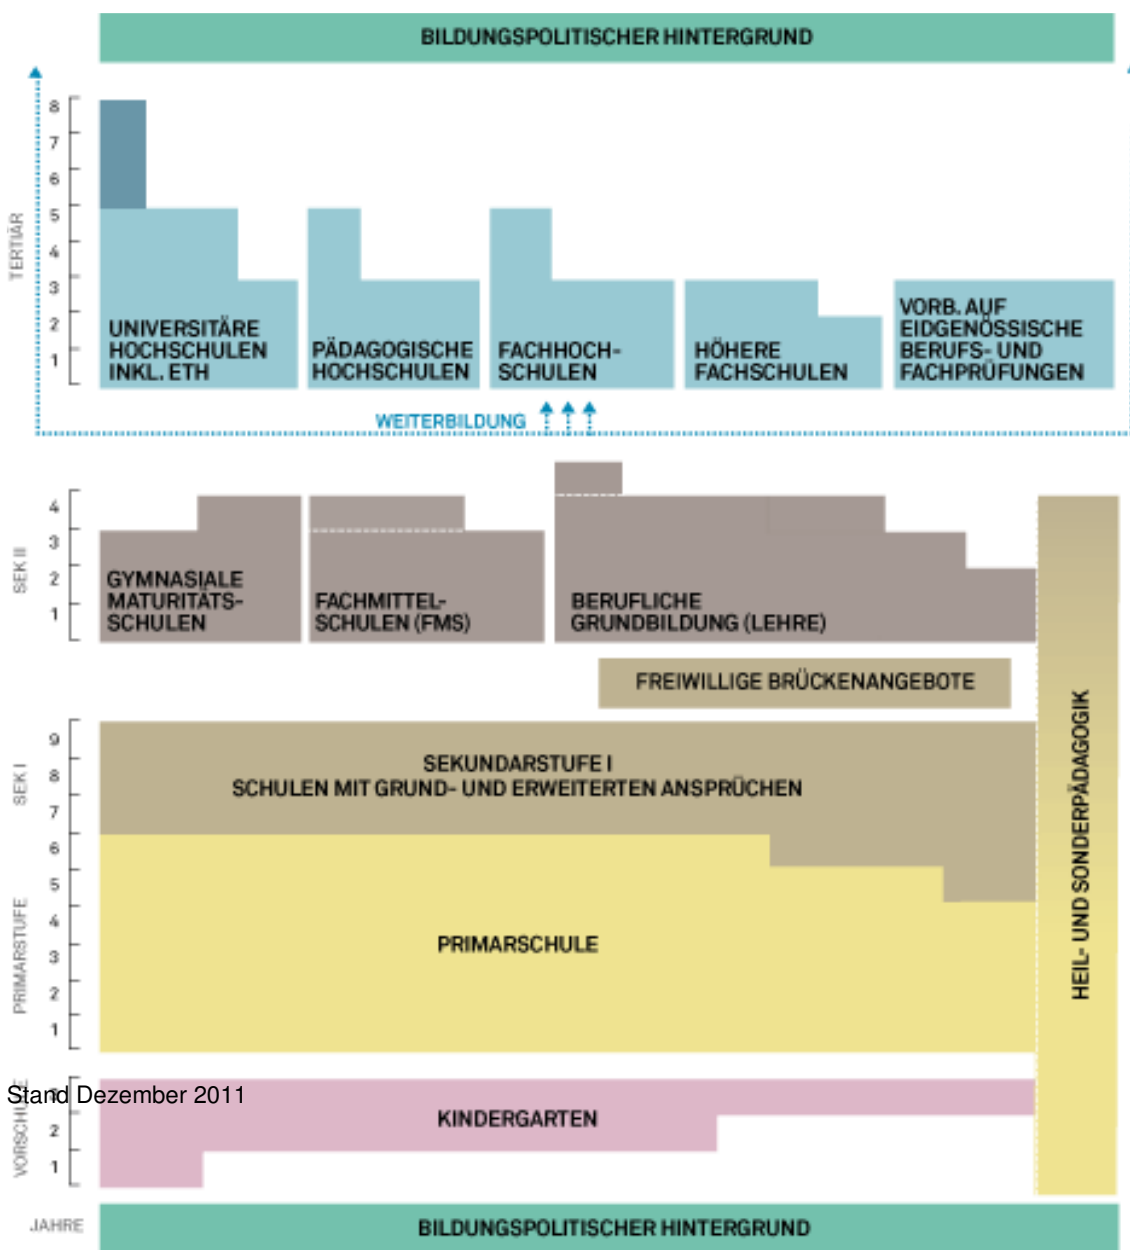 BILDUNGSPOLITISCHER HINTERGRUND
TERTIÄR
8
7
6
5
4
3
2
1
UNIVERSITÄRE
HOCHSCHULEN
INKL. ETH
PÄDAGOGISCHE
HOCHSCHULEN
FACHHOCH-
SCHULEN
HÖHERE
FACHSCHULEN
VORB. AUF
EIDGENÖSSISCHE
BERUFS- UND
FACHPRÜFUNGEN
WEITERBILDUNG
SEK II
4
3
2
1
GYMNASIALE
MATURITÄTS-
SCHULEN
FACHMITTEL-
SCHULEN (FMS)
BERUFLICHE
GRUNDBILDUNG (LEHRE)
FREIWILLIGE BRÜCKENANGEBOTE
SEK I
9
8
7
SEKUNDARSTUFE I
SCHULEN MIT GRUND- UND ERWEITERTEN ANSPRÜCHEN
HEIL- UND SONDERPÄDAGOGIK
PRIMARSTUFE
6
5
4
3
2
1
PRIMARSCHULE
Stand Dezember 2011
VORSCHULE
2
1
KINDERGARTEN
JAHRE
BILDUNGSPOLITISCHER HINTERGRUND